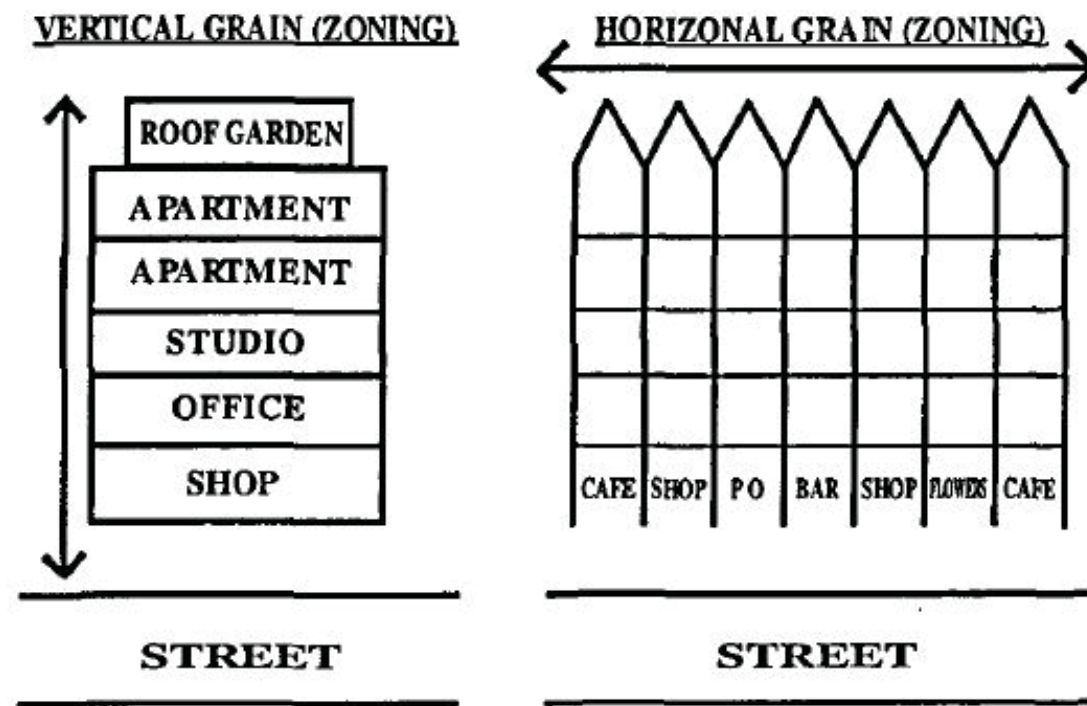 VERTICAL GRAIN (ZONING)
ROOF GARDEN
APARTMENT
APARTMENT
STUDIO
OFFICE
SHOP
STREET
HORIZONAL GRAIN (ZONING)
CAFE SHOP PO BAR SHOP FLOWERS CAFE
STREET